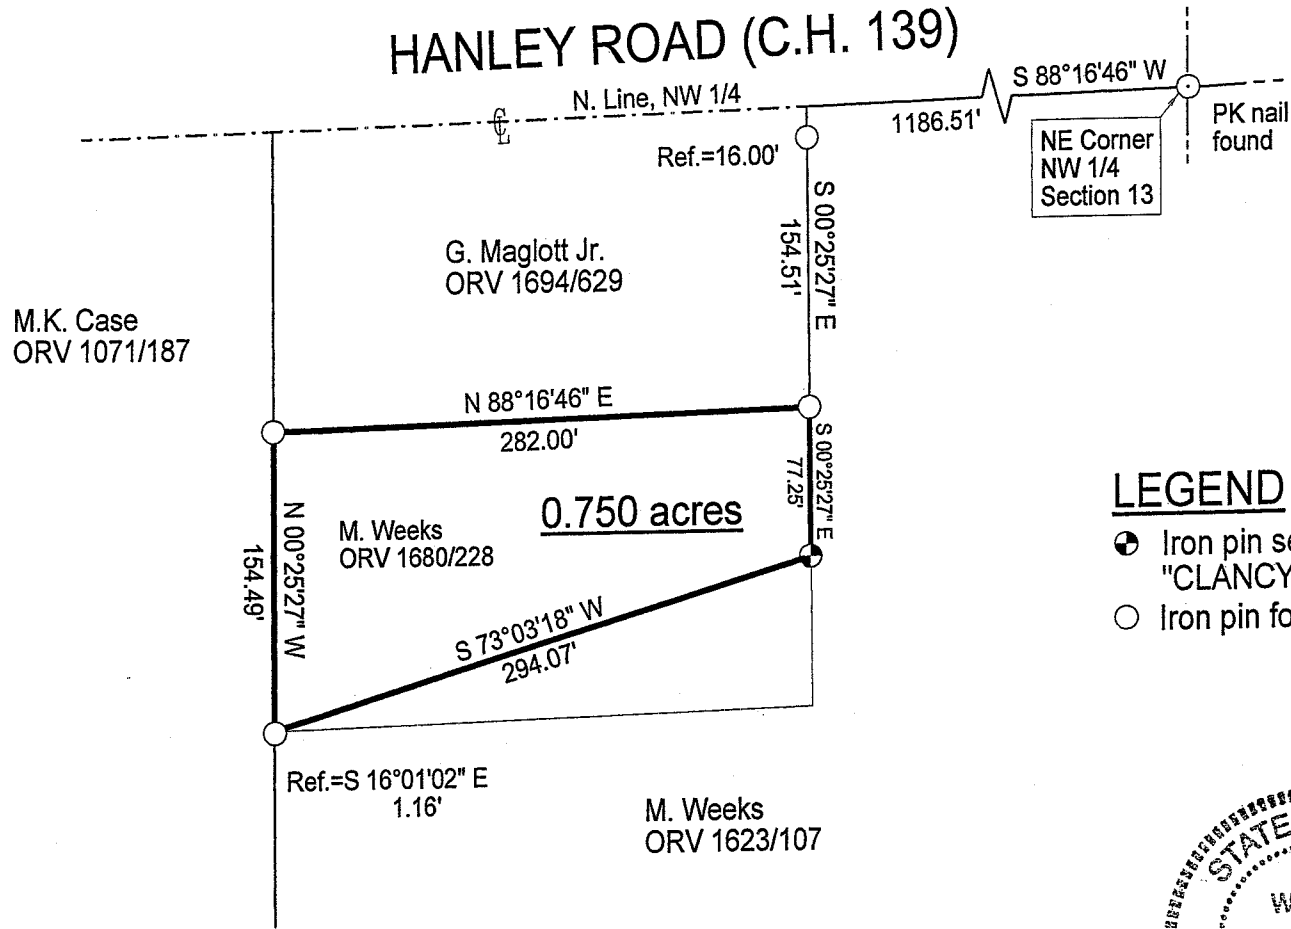 HANLEY ROAD (C.H. 139)
S 88°16'46" W
N. Line, NW 1/4
1186.51'
PK nail
found
℄
Ref.=16.00'
NE Corner
NW 1/4
Section 13
S 00°25'27" E
154.51'
G. Maglott Jr.
ORV 1694/629
M.K. Case
ORV 1071/187
N 88°16'46" E
282.00'
S 00°25'27" E
77.25'
N 00°25'27" W
154.49'
M. Weeks
ORV 1680/228
0.750 acres
LEGEND
Iron pin se
"CLANCY
Iron pin fo
S 73°03'18" W
294.07'
Ref.=S 16°01'02" E
1.16'
M. Weeks
ORV 1623/107
STATE
W